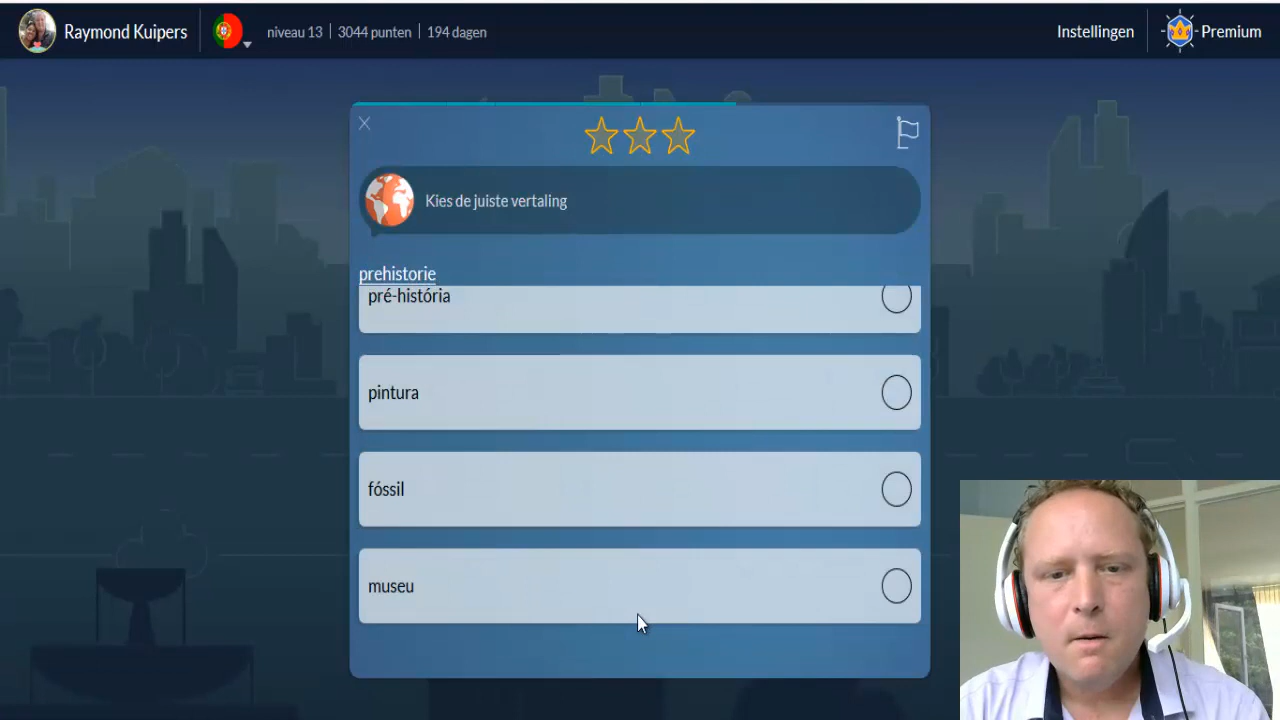 Raymond Kuipers
niveau 13 | 3044 punten | 194 dagen
Instellingen
Premium
Kies de juiste vertaling
prehistorie
pré-história
pintura
fóssil
museu